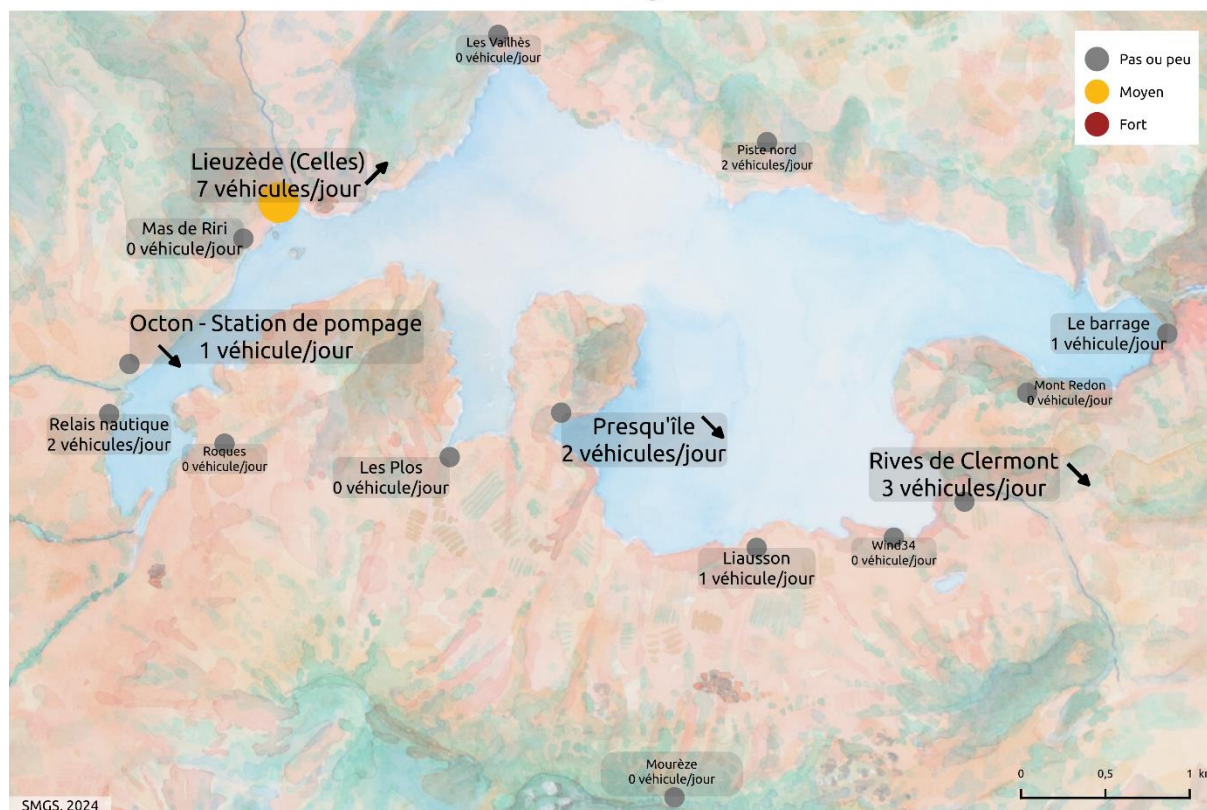 Les Vailhès
0 véhicule/jour
Pas ou peu
Moyen
Fort
Piste nord
2 véhicules/jour
Lieuzède (Celles)
7 véhicules/jour
Mas de Riri
0 véhicule/jour
Octon - Station de pompage
1 véhicule/jour
Le barrage
1 véhicule/jour
Mont Redon
0 véhicule/jour
Relais nautique
2 véhicules/jour
Roques
0 véhicule/jour
Les Plos
0 véhicule/jour
Presqu'île
2 véhicules/jour
Rives de Clermont
3 véhicules/jour
Wind34
0 véhicule/jour
Liausson
1 véhicule/jour
Mourèze
0 véhicule/jour
0 0,5 1 km
SMGS, 2024